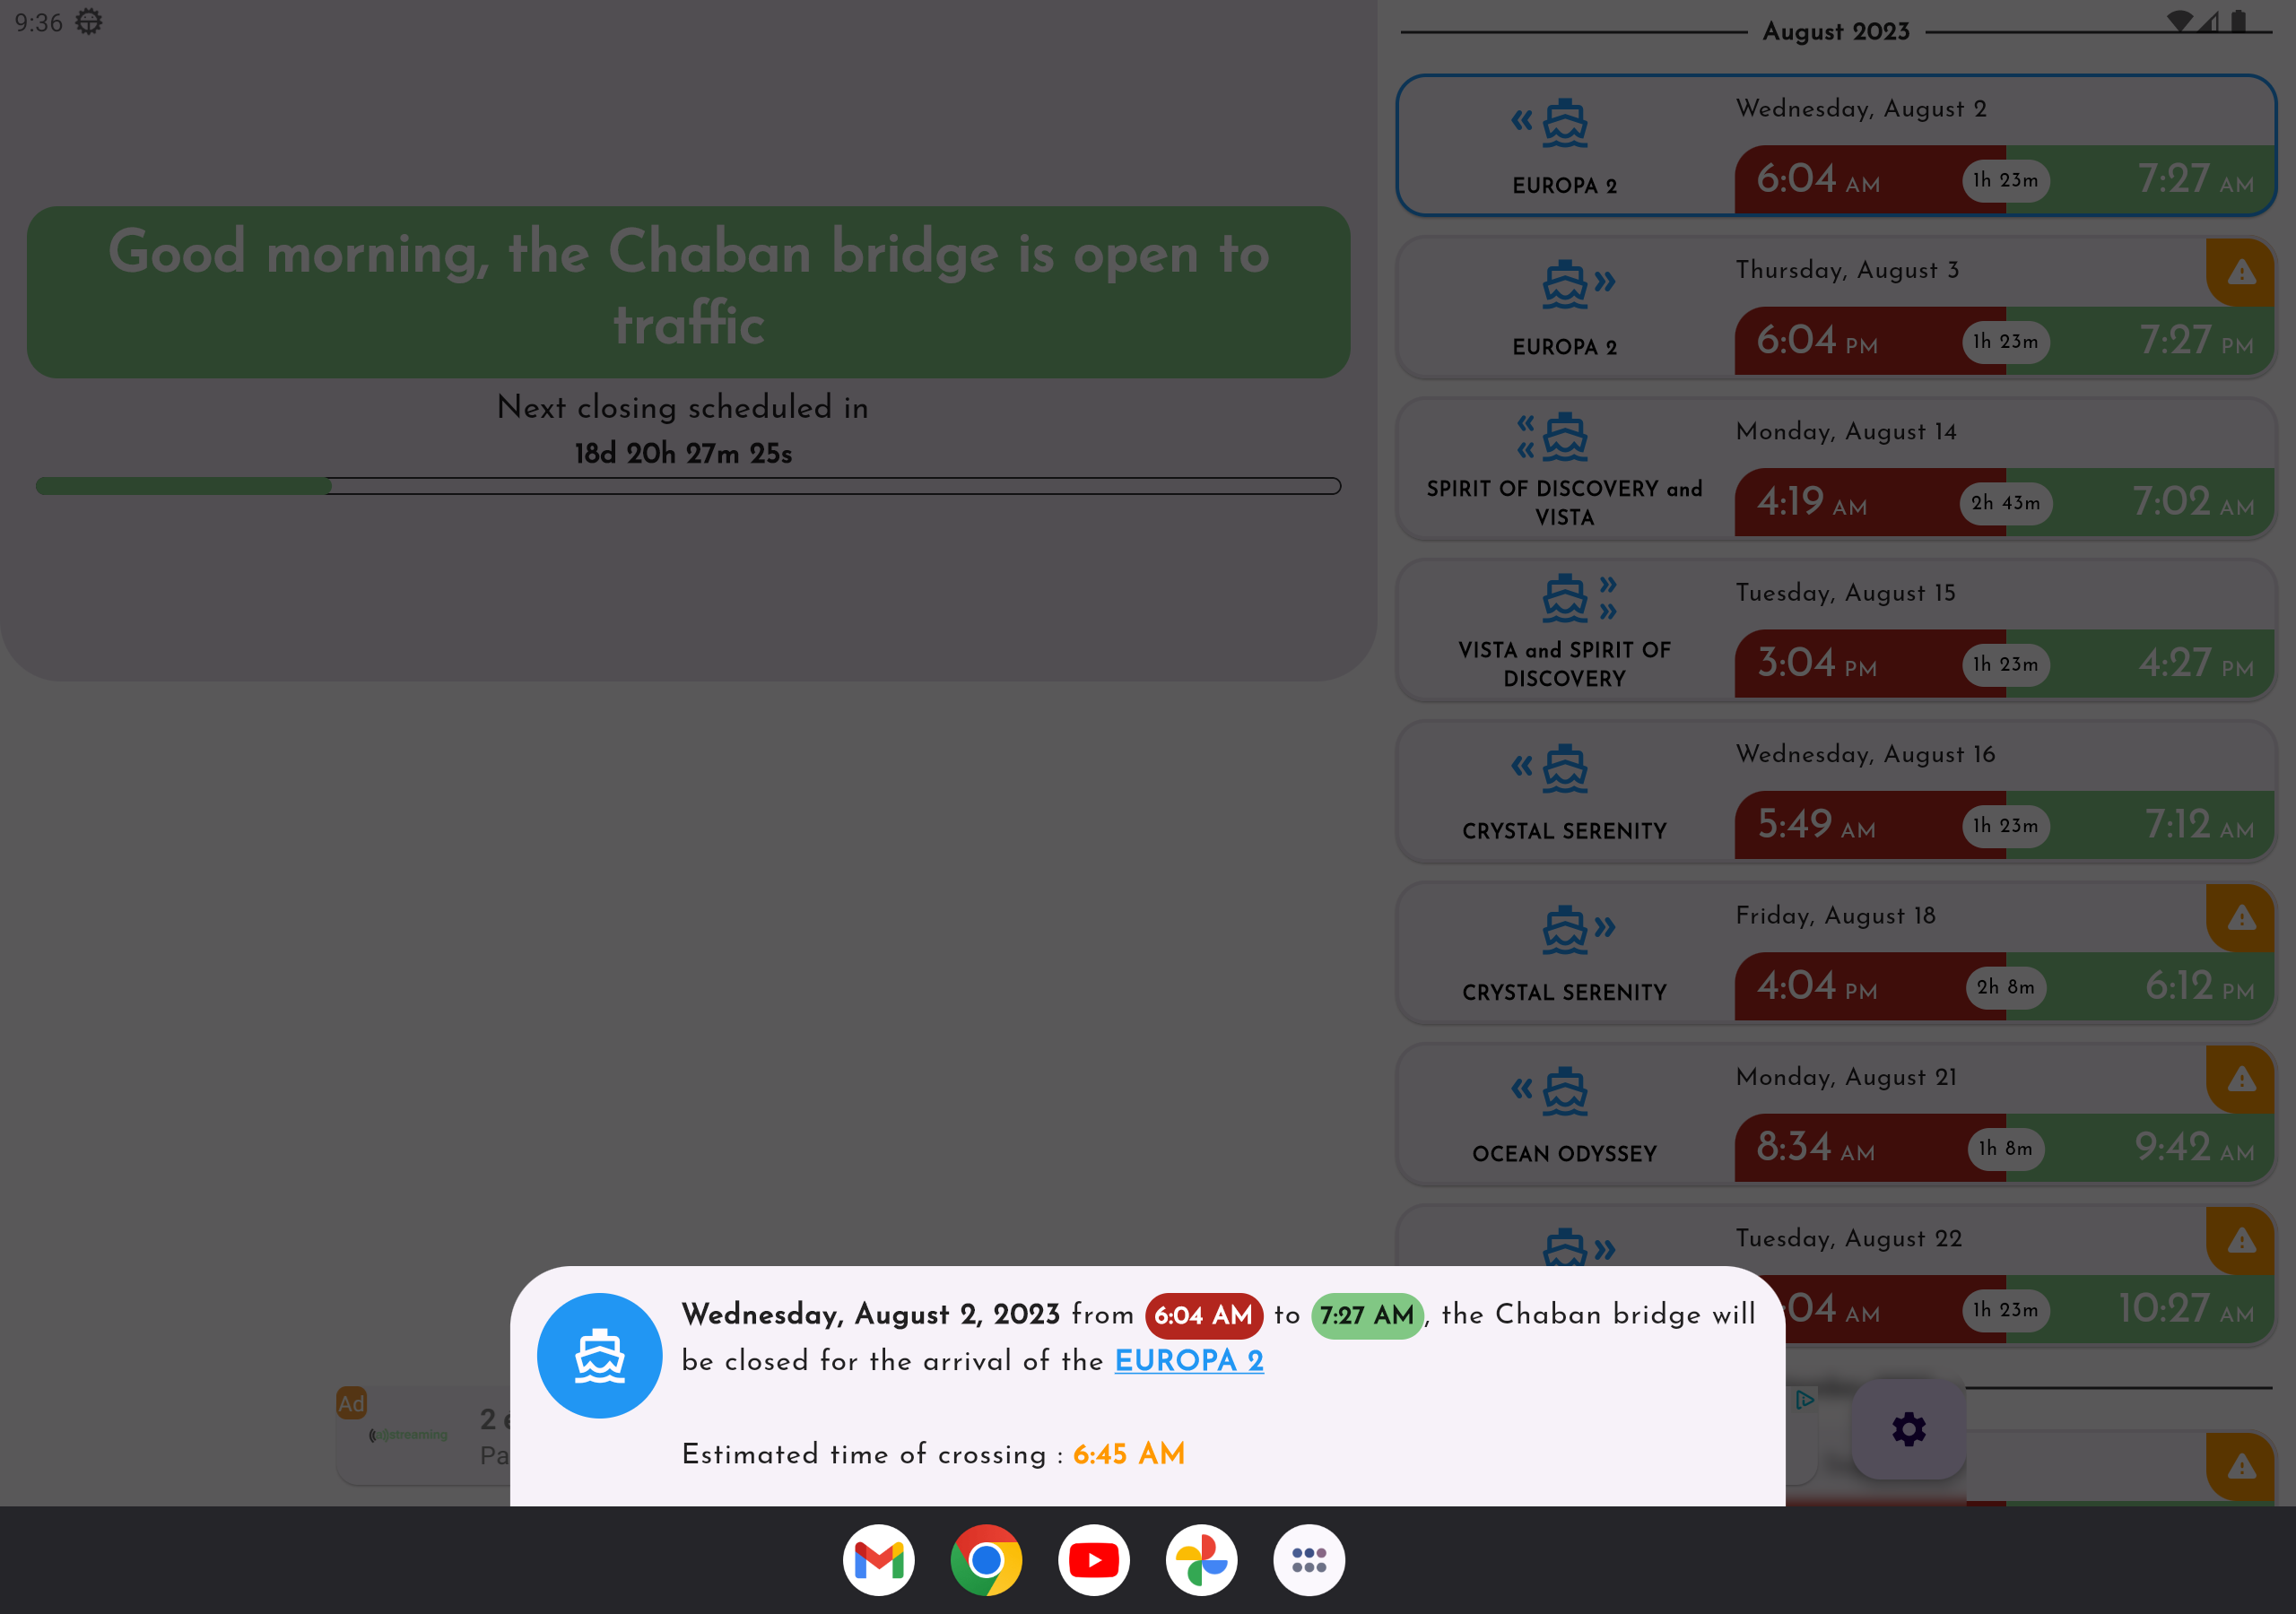 9:36
Good morning, the Chaban bridge is open to
traffic
Next closing scheduled in
18d 20h 27m 25s
August 2023
Wednesday, August 2
EUROPA 2
6:04 AM
1h 23m
7:27 AM
Thursday, August 3
EUROPA 2
6:04 PM
1h 23m
7:27 PM
Monday, August 14
SPIRIT OF DISCOVERY and
VISTA
4:19 AM
2h 43m
7:02 AM
Tuesday, August 15
VISTA and SPIRIT OF
DISCOVERY
3:04 PM
1h 23m
4:27 PM
Wednesday, August 16
CRYSTAL SERENITY
5:49 AM
1h 23m
7:12 AM
Friday, August 18
CRYSTAL SERENITY
4:04 PM
2h 8m
6:12 PM
Monday, August 21
OCEAN ODYSSEY
8:34 AM
1h 8m
9:42 AM
Tuesday, August 22
:04 AM
1h 23m
10:27 AM
Wednesday, August 2, 2023 from 6:04 AM to 7:27 AM, the Chaban bridge will
be closed for the arrival of the EUROPA 2
Estimated time of crossing : 6:45 AM
Ad
streaming
2